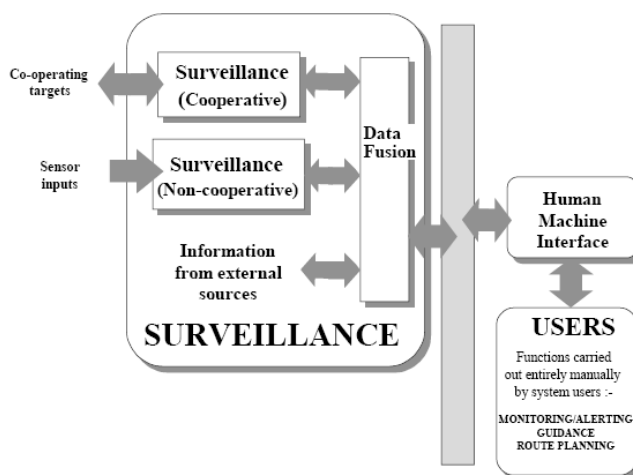 Co-operating
targets
Surveillance
(Cooperative)
Sensor
inputs
Surveillance
(Non-cooperative)
Information
from external
sources
Data
Fusion
SURVEILLANCE
Human
Machine
Interface
USERS
Functions carried
out entirely manually
by system users :-
MONITORING/ALERTING
GUIDANCE
ROUTE PLANNING